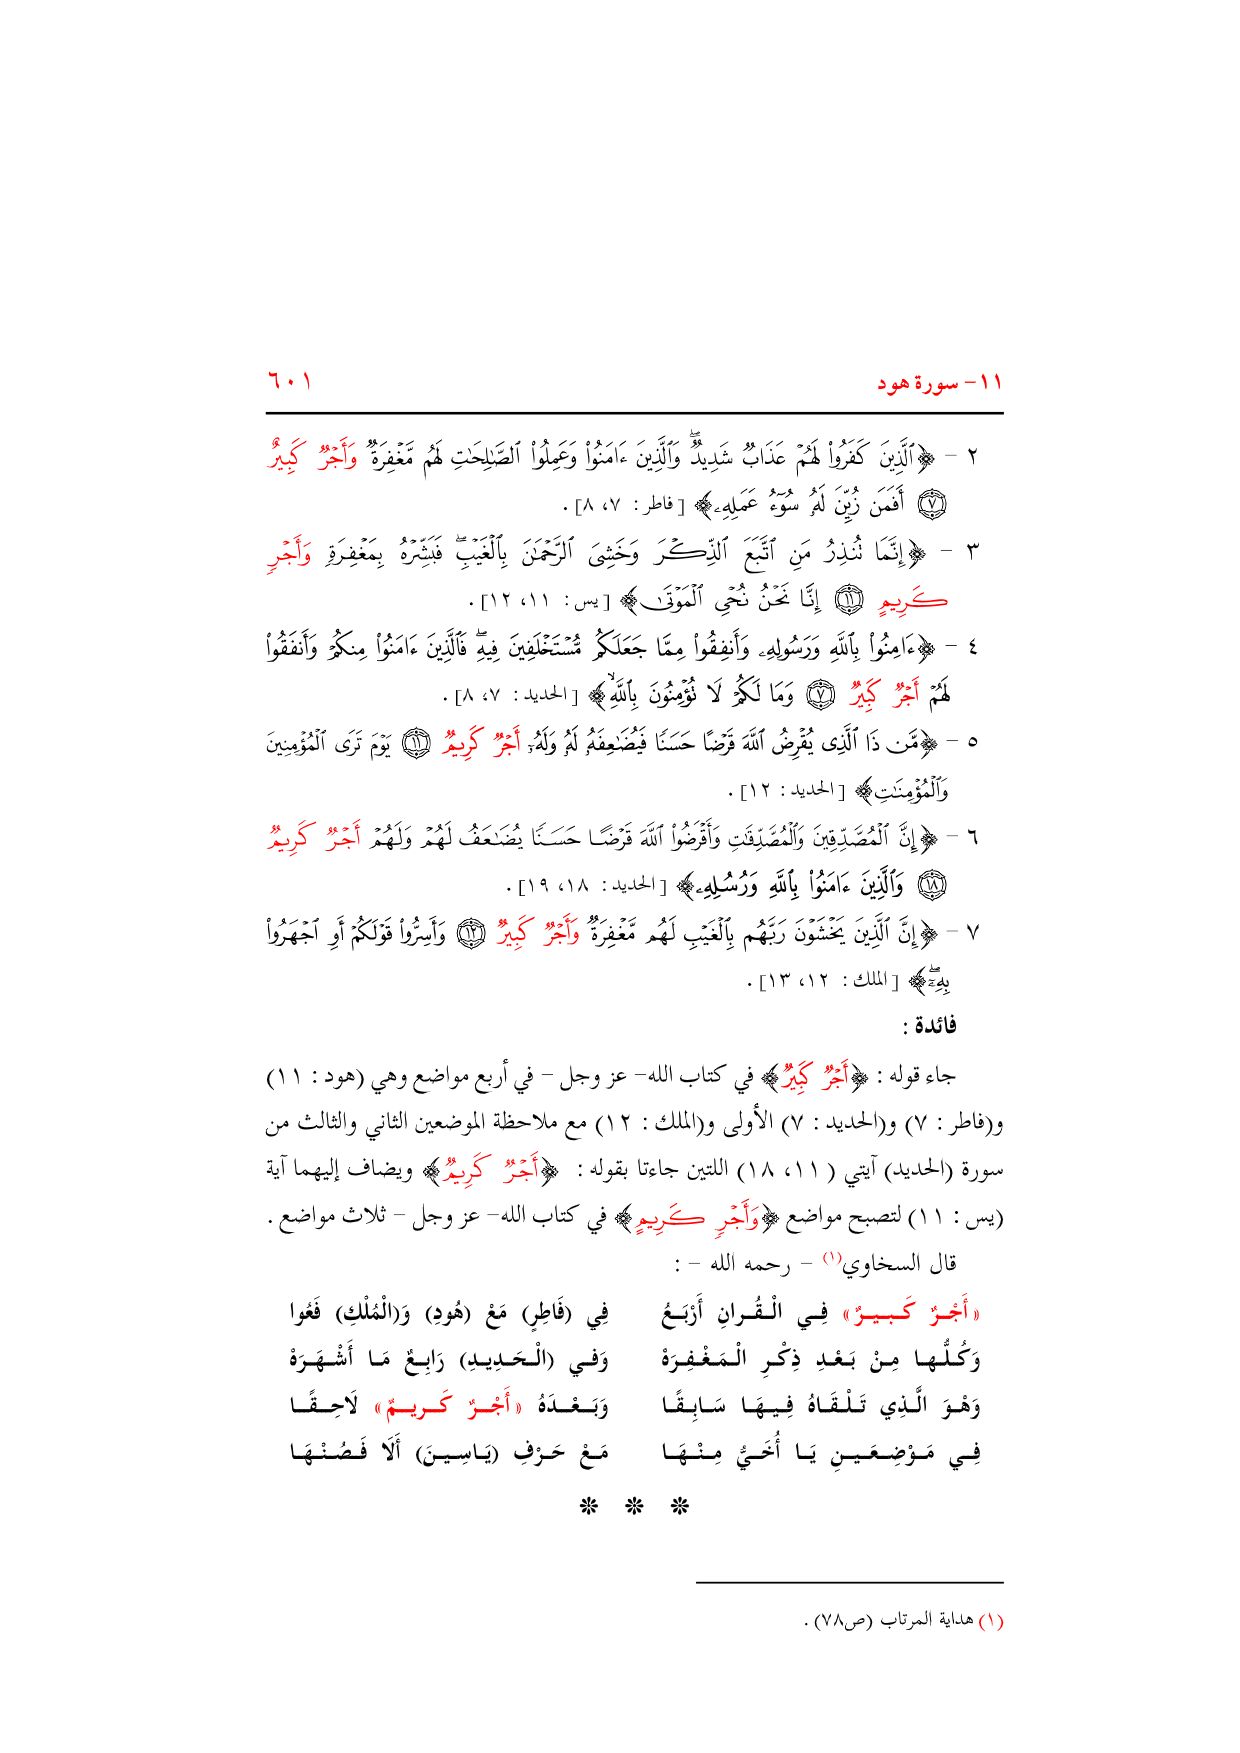 ١١- سورة هود ٦٠١
٢ - ﴿ٱلَّذِينَ كَفَرُواْ لَهُمۡ عَذَابٞ شَدِيدٞۖ وَٱلَّذِينَ ءَامَنُواْ وَعَمِلُواْ ٱلصَّٰلِحَٰتِ لَهُم مَّغۡفِرَةٞ وَأَجۡرٞ كَبِيرٌ
٧ أَفَمَن زُيِّنَ لَهُۥ سُوٓءُ عَمَلِهِۦ﴾ [فاطر: ٧، ٨].
٣ - ﴿إِنَّمَا تُنذِرُ مَنِ ٱتَّبَعَ ٱلذِّكۡرَ وَخَشِيَ ٱلرَّحۡمَٰنَ بِٱلۡغَيۡبِۖ فَبَشِّرۡهُ بِمَغۡفِرَةٖ وَأَجۡرٖ
كَرِيمٍ ١١ إِنَّا نَحۡنُ نُحۡيِ ٱلۡمَوۡتَىٰ﴾ [يس: ١١، ١٢].
٤ - ﴿ءَامِنُواْ بِٱللَّهِ وَرَسُولِهِۦ وَأَنفِقُواْ مِمَّا جَعَلَكُم مُّسۡتَخۡلَفِينَ فِيهِۖ فَٱلَّذِينَ ءَامَنُواْ مِنكُمۡ وَأَنفَقُواْ
لَهُمۡ أَجۡرٞ كَبِيرٞ ٧ وَمَا لَكُمۡ لَا تُؤۡمِنُونَ بِٱللَّهِۙ﴾ [الحديد: ٧، ٨].
٥ - ﴿مَّن ذَا ٱلَّذِي يُقۡرِضُ ٱللَّهَ قَرۡضًا حَسَنٗا فَيُضَٰعِفَهُۥ لَهُۥ وَلَهُۥٓ أَجۡرٞ كَرِيمٞ ١١ يَوۡمَ تَرَى ٱلۡمُؤۡمِنِينَ
وَٱلۡمُؤۡمِنَٰتِ﴾ [الحديد: ١٢].
٦ - ﴿إِنَّ ٱلۡمُصَّدِّقِينَ وَٱلۡمُصَّدِّقَٰتِ وَأَقۡرَضُواْ ٱللَّهَ قَرۡضًا حَسَنٗا يُضَٰعَفُ لَهُمۡ وَلَهُمۡ أَجۡرٞ كَرِيمٞ
١٨ وَٱلَّذِينَ ءَامَنُواْ بِٱللَّهِ وَرُسُلِهِۦ﴾ [الحديد: ١٨، ١٩].
٧ - ﴿إِنَّ ٱلَّذِينَ يَخۡشَوۡنَ رَبَّهُم بِٱلۡغَيۡبِ لَهُم مَّغۡفِرَةٞ وَأَجۡرٞ كَبِيرٞ ١٢ وَأَسِرُّواْ قَوۡلَكُمۡ أَوِ ٱجۡهَرُواْ
بِهِۦٓۖ﴾ [الملك: ١٢، ١٣].
فائدة :
جاء قوله : ﴿أَجۡرٞ كَبِيرٞ﴾ في كتاب الله- عز وجل - في أربع مواضع وهي (هود : ١١)
و(فاطر : ٧) و(الحديد : ٧) الأولى و(الملك : ١٢) مع ملاحظة الموضعين الثاني والثالث من
سورة (الحديد) آيتي (١١، ١٨) اللتين جاءتا بقوله : ﴿أَجۡرٞ كَرِيمٞ﴾ ويضاف إليهما آية
(يس : ١١) لتصبح مواضع ﴿وَأَجۡرٖ كَرِيمٍ﴾ في كتاب الله- عز وجل - ثلاث مواضع .
قال السخاوي(١) - رحمه الله - :
«أَجْرٌ كَبِيرٌ» فِي الْقُرانِ أَرْبَعُ فِي (فَاطِرٍ) مَعْ (هُودِ) وَ(الْمُلْكِ) فَعُوا
وَكُلُّها مِنْ بَعْدِ ذِكْرِ الْمَغْفِرَهْ وَفي (الْحَدِيدِ) رَابِعٌ مَا أَشْهَرَهْ
وَهْوَ الَّذِي تَلْقَاهُ فِيهَا سَابِقًا وَبَعْدَهُ «أَجْرٌ كَرِيمٌ» لَاحِقًا
فِي مَوْضِعَينِ يَا أُخَيُّ مِنْهَا مَعْ حَرْفِ (يَاسِينَ) أَلَا فَصُنْهَا
❊ ❊ ❊
(١) هداية المرتاب (ص٧٨) .